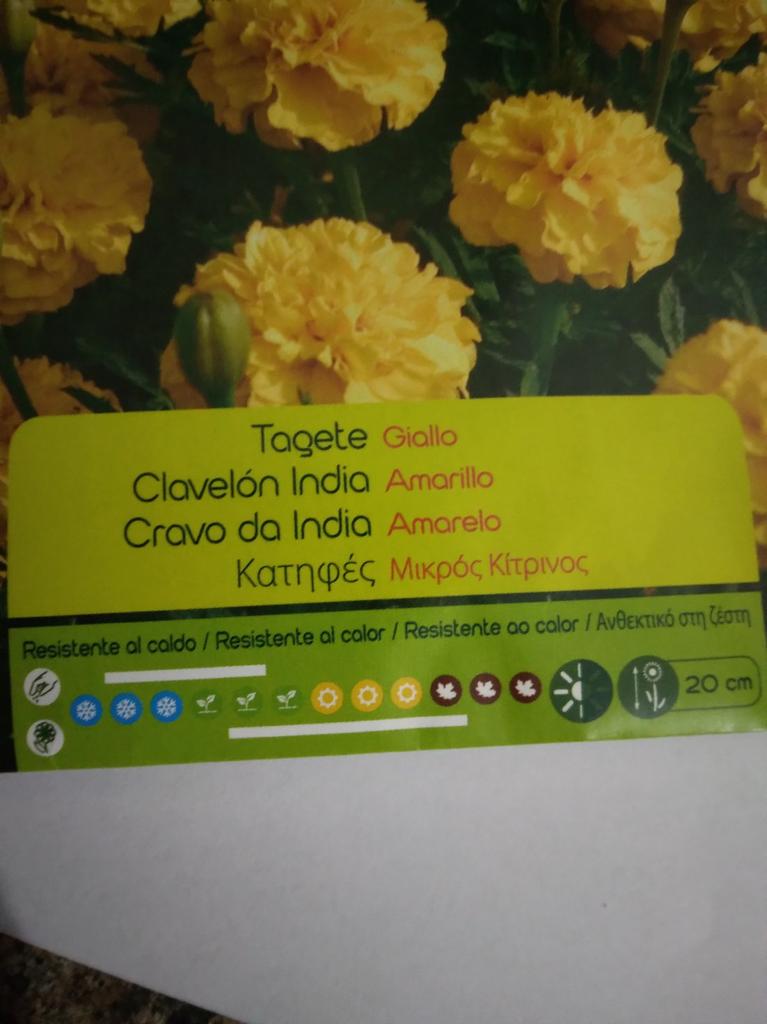 Tagete Giallo
Clavelón India Amarillo
Cravo da India Amarelo
Κατηφές Μικρός Κίτρινος
Resistente al caldo / Resistente al calor / Resistente ao calor / Ανθεκτικό στη ζέστη
20 cm